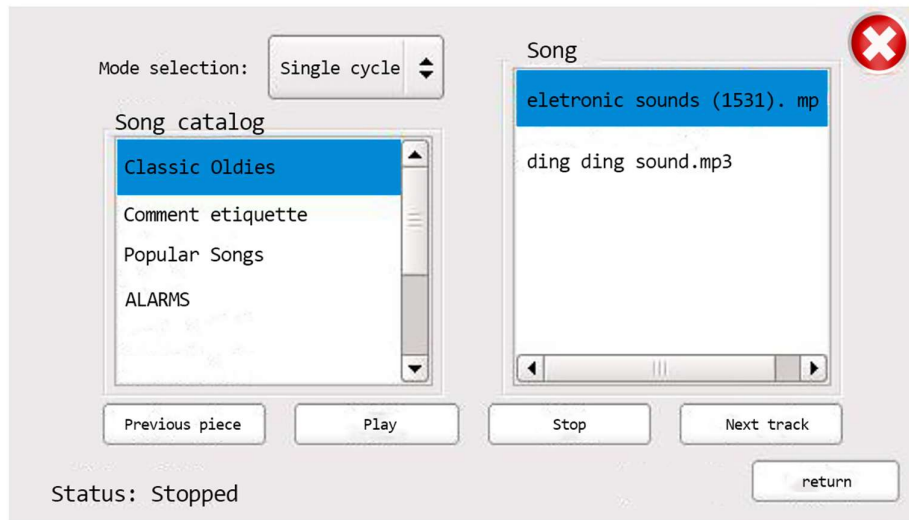 Mode selection:
Single cycle
Song catalog
Classic Oldies
Comment etiquette
Popular Songs
ALARMS
Song
eletronic sounds (1531). mp
ding ding sound.mp3
Previous piece
Play
Stop
Next track
return
Status: Stopped